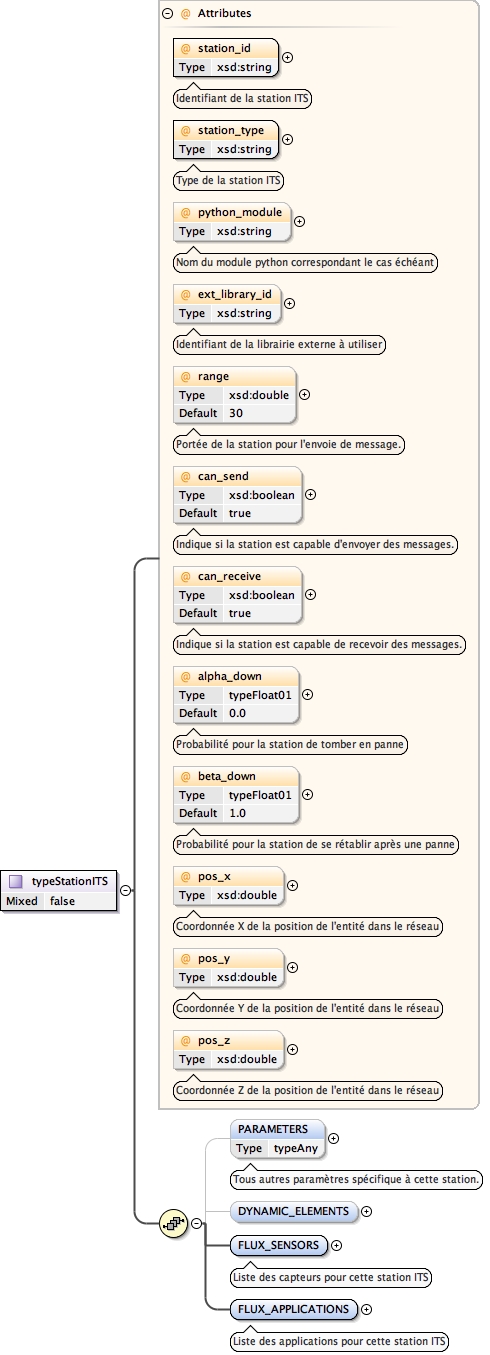 @ Attributes
@ station_id
Type xsd:string
Identifiant de la station ITS
@ station_type
Type xsd:string
Type de la station ITS
@ python_module
Type xsd:string
Nom du module python correspondant le cas échéant
@ ext_library_id
Type xsd:string
Identifiant de la librairie externe à utiliser
@ range
Type xsd:double
Default 30
Portée de la station pour l'envoie de message.
@ can_send
Type xsd:boolean
Default true
Indique si la station est capable d'envoyer des messages.
@ can_receive
Type xsd:boolean
Default true
Indique si la station est capable de recevoir des messages.
@ alpha_down
Type typeFloat01
Default 0.0
Probabilité pour la station de tomber en panne
@ beta_down
Type typeFloat01
Default 1.0
Probabilité pour la station de se rétablir après une panne
typeStationITS
Mixed false
@ pos_x
Type xsd:double
Coordonnée X de la position de l'entité dans le réseau
@ pos_y
Type xsd:double
Coordonnée Y de la position de l'entité dans le réseau
@ pos_z
Type xsd:double
Coordonnée Z de la position de l'entité dans le réseau
PARAMETERS
Type typeAny
Tous autres paramètres spécifique à cette station.
DYNAMIC_ELEMENTS
FLUX_SENSORS
Liste des capteurs pour cette station ITS
FLUX_APPLICATIONS
Liste des applications pour cette station ITS